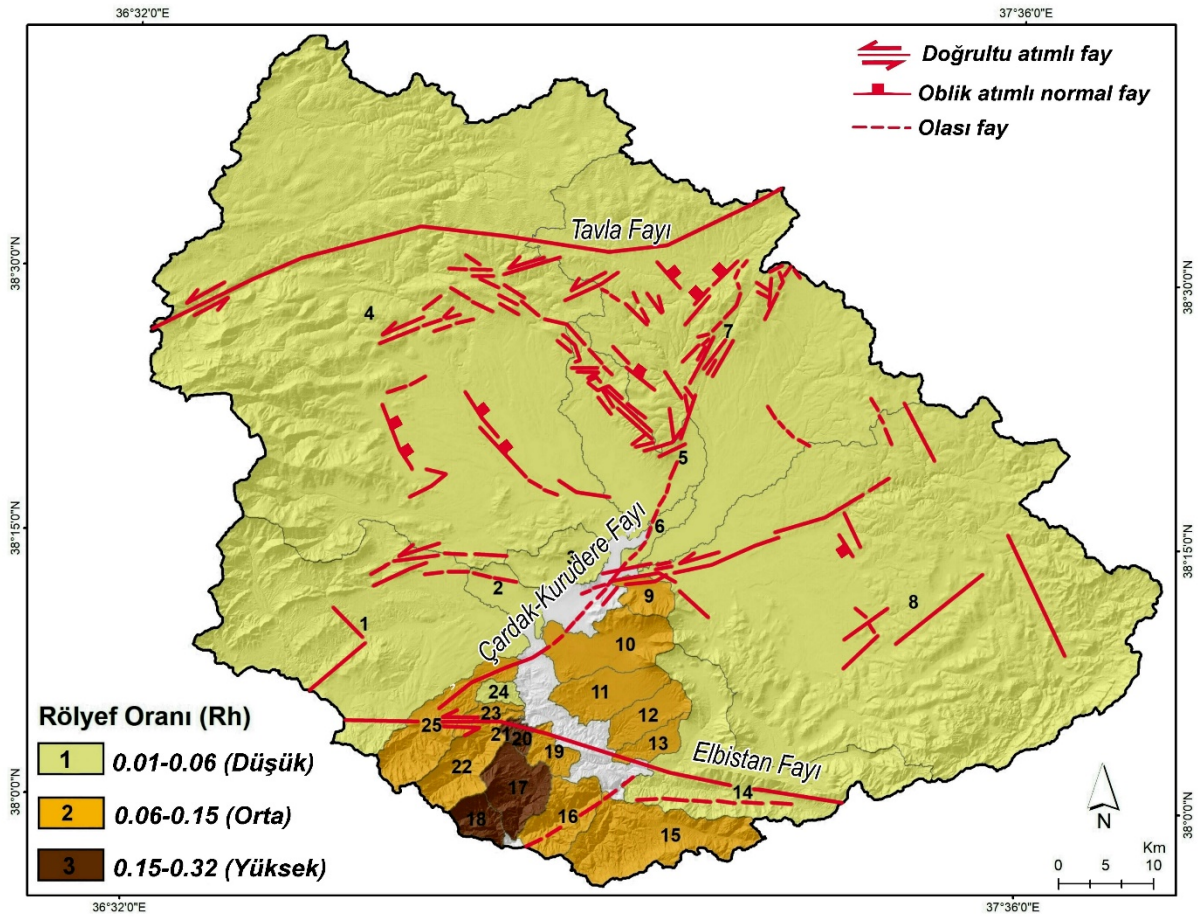 36°32'0"E
37°36'0"E
Doğrultu atımlı fay
Oblik atımlı normal fay
Olası fay
Tavla Fayı
38°30'0"N
38°30'0"N
4
7
5
6
38°15'0"N
38°15'0"N
Çardak-Kurudere Fayı
3
2
1
8
9
10
11
12
13
24
23
25
21
20
19
22
17
18
16
15
14
Elbistan Fayı
Rölyef Oranı (Rh)
1 0.01-0.06 (Düşük)
2 0.06-0.15 (Orta)
3 0.15-0.32 (Yüksek)
38°0'0"N
38°0'0"N
N
Km
0 5 10
36°32'0"E
37°36'0"E